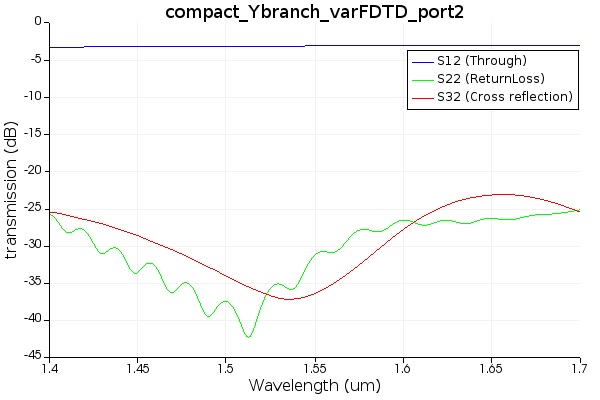 compact_Ybranch_varFDTD_port2
0
-5
-10
-15
-20
-25
-30
-35
-40
-45
transmission (dB)
S12 (Through)
S22 (ReturnLoss)
S32 (Cross reflection)
1.4
1.45
1.5
1.55
1.6
1.65
1.7
Wavelength (um)